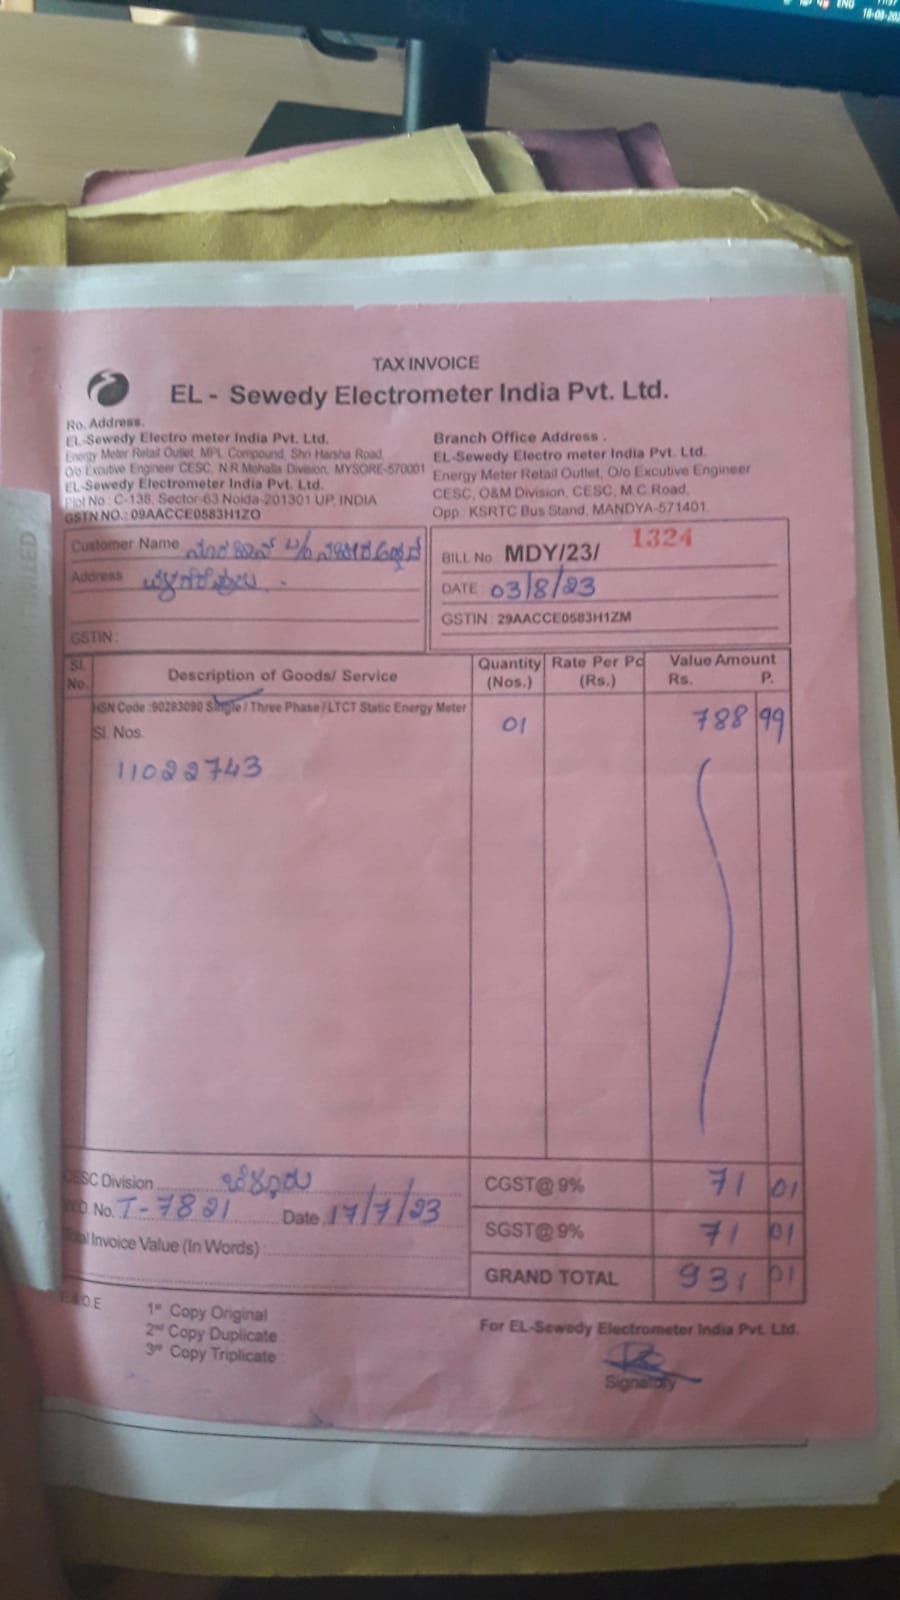 ENG
18-08-202
TAX INVOICE
EL - Sewedy Electrometer India Pvt. Ltd.
Ro. Address.
EL-Sewedy Electro meter India Pvt. Ltd.
Energy Meter Retail Outlet, MPL Compound, Shri Harsha Road,
O/o Excutive Engineer CESC, N.R.Mohalla Division, MYSORE-570001
EL-Sewedy Electrometer India Pvt. Ltd.
Plot No : C-138, Sector-63 Noida-201301 UP, INDIA
GSTN NO.: 09AACCE0583H1ZO
Branch Office Address .
EL-Sewedy Electro meter India Pvt. Ltd.
Energy Meter Retail Outlet, O/o Excutive Engineer
CESC, O&M Division, CESC, M.C.Road,
Opp : KSRTC Bus Stand, MANDYA-571401.
Customer Name
Address
GSTIN :
BILL No. MDY/23/ 1324
DATE : 03/8/23
GSTIN : 29AACCE0583H1ZM
Sl. No. Description of Goods/ Service Quantity (Nos.) Rate Per Pc (Rs.) Value Amount Rs. P.
HSN Code :90283090 Single / Three Phase / LTCT Static Energy Meter
Sl. Nos. 01 788 99
11022743
CESC Division
No. T-7821 Date 17/7/23
Total Invoice Value (In Words) :
CGST@ 9% 71 01
SGST@ 9% 71 01
GRAND TOTAL 931 01
E.&O.E
1st Copy Original
2nd Copy Duplicate
3rd Copy Triplicate
For EL-Sewedy Electrometer India Pvt. Ltd.
Signatory